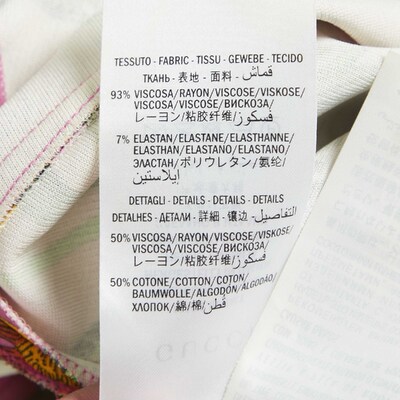 TESSUTO - FABRIC - TISSU - GEWEBE - TECIDO
ТКАНЬ - 表地 - 面料 - قماش
93% VISCOSA/RAYON/VISCOSE/VISKOSE/
VISCOSA/VISCOSE/ВИСКОЗА/
レーヨン/粘胶纤维/فسكوز
7% ELASTAN/ELASTANE/ELASTHANNE/
ELASTHAN/ELASTANO/ELASTANO/
ЭЛАСТАН/ポリウレタン/氨纶/
إيلاستين
DETTAGLI - DETAILS - DETAILS - DETAILS
DETALHES - ДЕТАЛИ - 詳細 - 镶边 - التفاصيل
50% VISCOSA/RAYON/VISCOSE/VISKOSE/
VISCOSA/VISCOSE/ВИСКОЗА/
レーヨン/粘胶纤维/فسكوز
50% COTONE/COTTON/COTON/
BAUMWOLLE/ALGODÓN/ALGODÃO/
ХЛОПОК/綿/棉/قطن